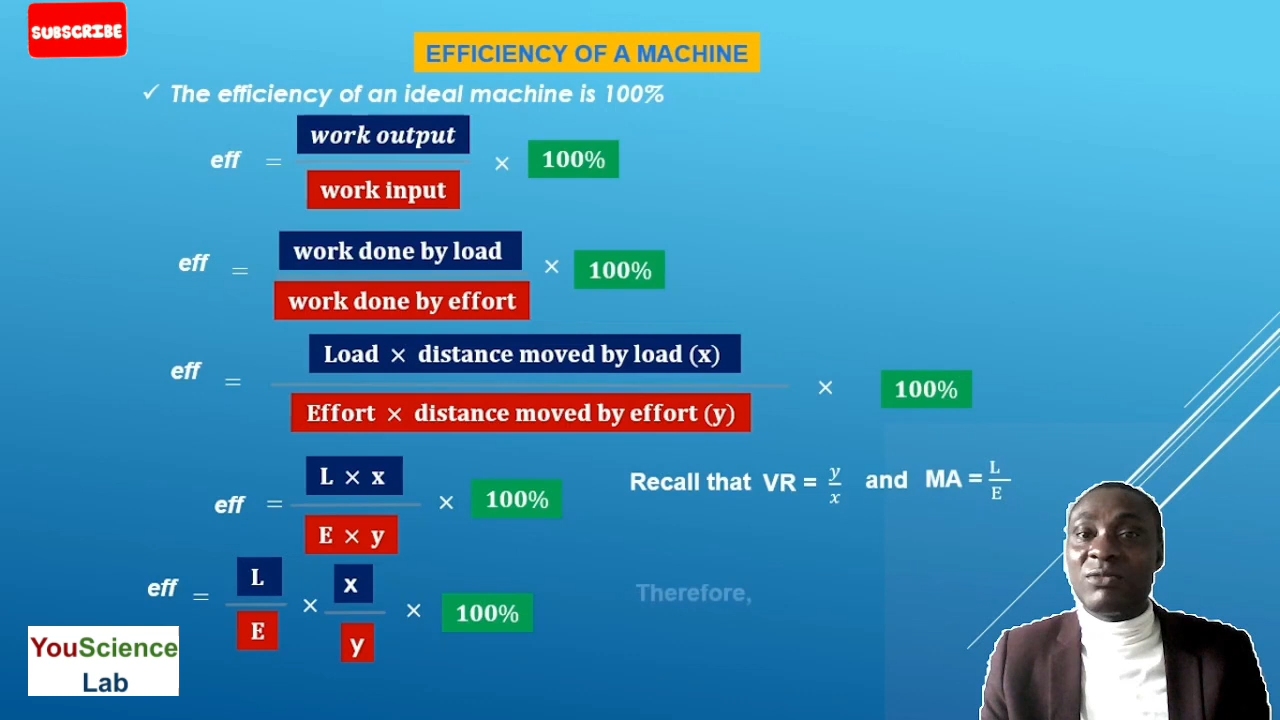 SUBSCRIBE
EFFICIENCY OF A MACHINE
✓ The efficiency of an ideal machine is 100%
eff = work output / work input × 100%
eff = work done by load / work done by effort × 100%
eff = Load × distance moved by load (x) / Effort × distance moved by effort (y) × 100%
eff = L × x / E × y × 100%
Recall that VR = y/x and MA = L/E
eff = L/E × x/y × 100%
Therefore,
YouScience
Lab